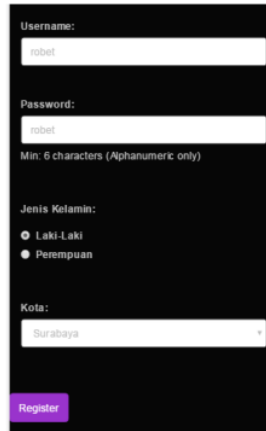 Username:
robet
Password:
robet
Min: 6 characters (Alphanumeric only)
Jenis Kelamin:
Laki-Laki
Perempuan
Kota:
Surabaya
Register